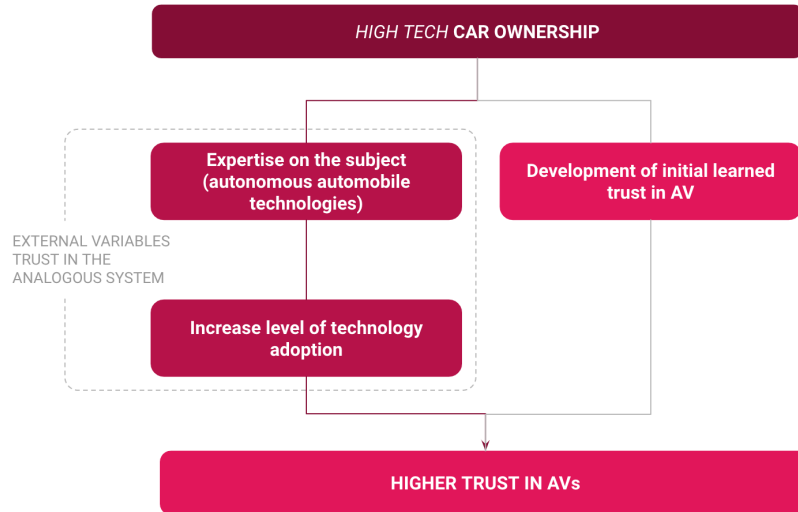 HIGH TECH CAR OWNERSHIP
Expertise on the subject
(autonomous automobile
technologies)
Development of initial learned
trust in AV
EXTERNAL VARIABLES
TRUST IN THE
ANALOGOUS SYSTEM
Increase level of technology
adoption
HIGHER TRUST IN AVs